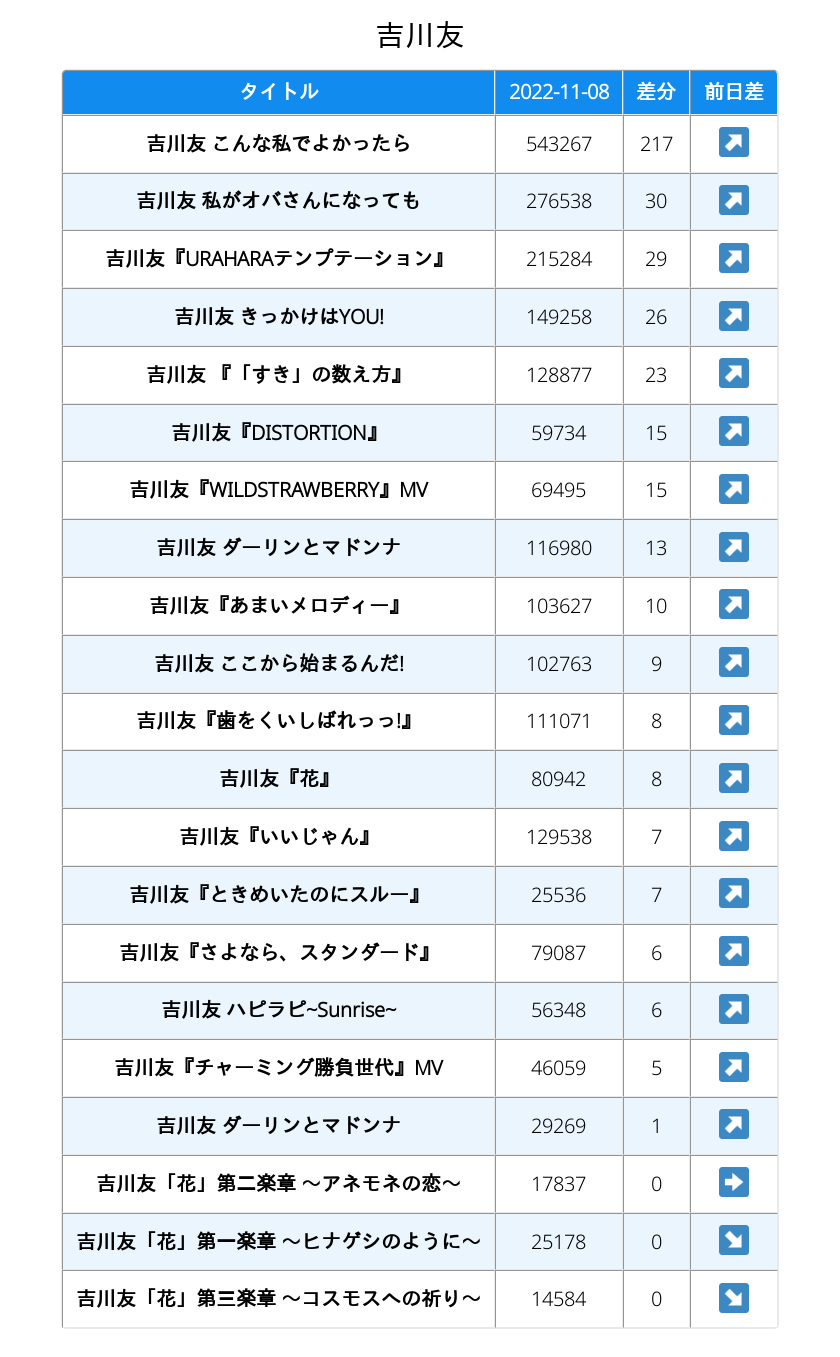 吉川友
タイトル 2022-11-08 差分 前日差
吉川友 こんな私でよかったら 543267 217 ↗
吉川友 私がオバさんになっても 276538 30 ↗
吉川友『URAHARAテンプテーション』 215284 29 ↗
吉川友 きっかけはYOU! 149258 26 ↗
吉川友 『「すき」の数え方』 128877 23 ↗
吉川友『DISTORTION』 59734 15 ↗
吉川友『WILDSTRAWBERRY』MV 69495 15 ↗
吉川友 ダーリンとマドンナ 116980 13 ↗
吉川友『あまいメロディー』 103627 10 ↗
吉川友 ここから始まるんだ! 102763 9 ↗
吉川友『歯をくいしばれっっ!』 111071 8 ↗
吉川友『花』 80942 8 ↗
吉川友『いいじゃん』 129538 7 ↗
吉川友『ときめいたのにスルー』 25536 7 ↗
吉川友『さよなら、スタンダード』 79087 6 ↗
吉川友 ハピラピ~Sunrise~ 56348 6 ↗
吉川友『チャーミング勝負世代』MV 46059 5 ↗
吉川友 ダーリンとマドンナ 29269 1 ↗
吉川友「花」第二楽章 〜アネモネの恋〜 17837 0 ➡
吉川友「花」第一楽章 〜ヒナゲシのように〜 25178 0 ↘
吉川友「花」第三楽章 〜コスモスへの祈り〜 14584 0 ↘